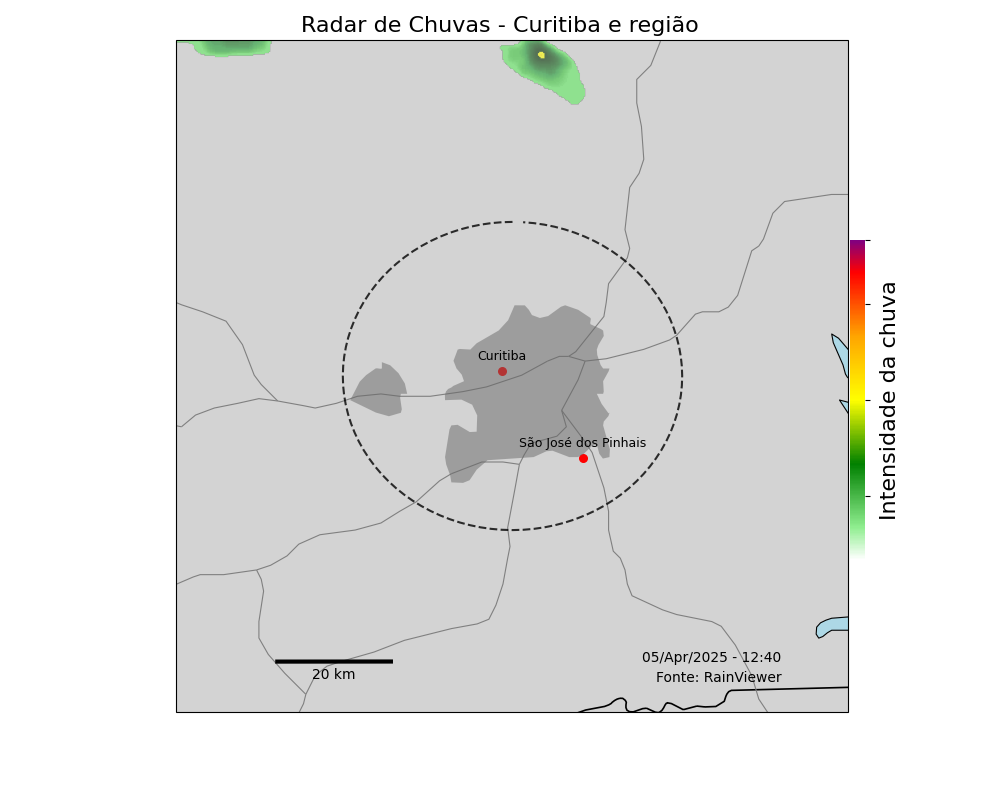 Radar de Chuvas - Curitiba e região
Curitiba
São José dos Pinhais
Intensidade da chuva
05/Apr/2025 - 12:40
Fonte: RainViewer
20 km